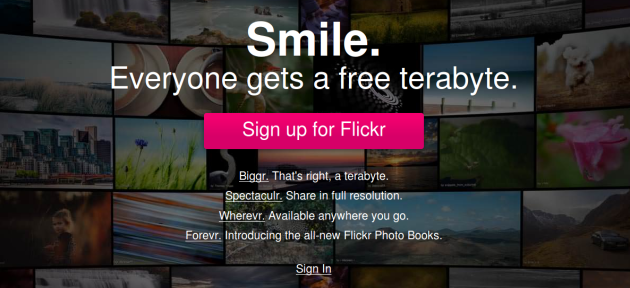 Smile.
Everyone gets a free terabyte.
Sign up for Flickr
Biggr. That's right, a terabyte.
Spectaculr. Share in full resolution.
Wherevr. Available anywhere you go.
Forevr. Introducing the all-new Flickr Photo Books.
Sign In